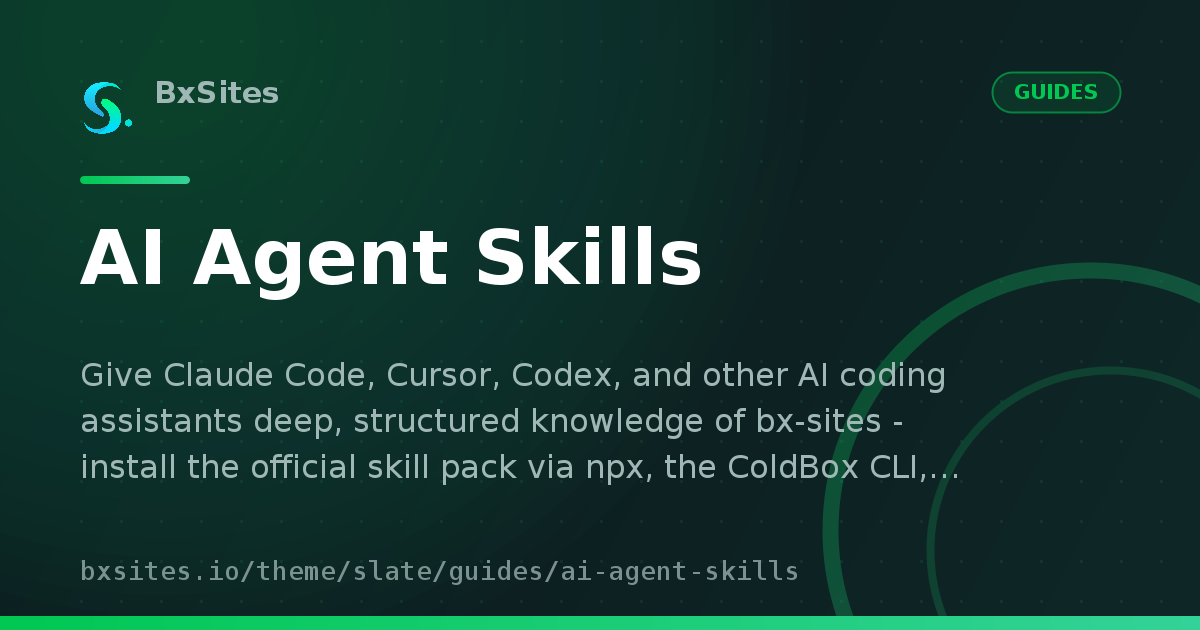 BxSites
GUIDES
AI Agent Skills
Give Claude Code, Cursor, Codex, and other AI coding
assistants deep, structured knowledge of bx-sites -
install the official skill pack via npx, the ColdBox CLI,...
bxsites.io/theme/slate/guides/ai-agent-skills